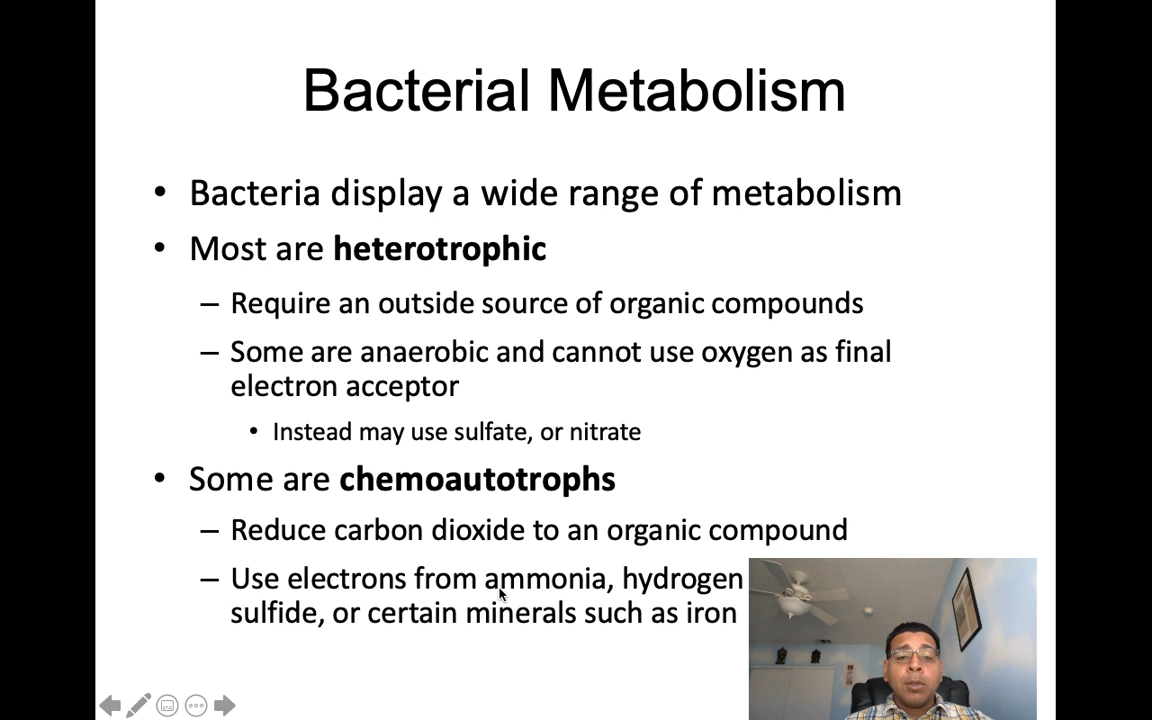 Bacterial Metabolism
• Bacteria display a wide range of metabolism
• Most are heterotrophic
– Require an outside source of organic compounds
– Some are anaerobic and cannot use oxygen as final
electron acceptor
• Instead may use sulfate, or nitrate
• Some are chemoautotrophs
– Reduce carbon dioxide to an organic compound
– Use electrons from ammonia, hydrogen
sulfide, or certain minerals such as iron